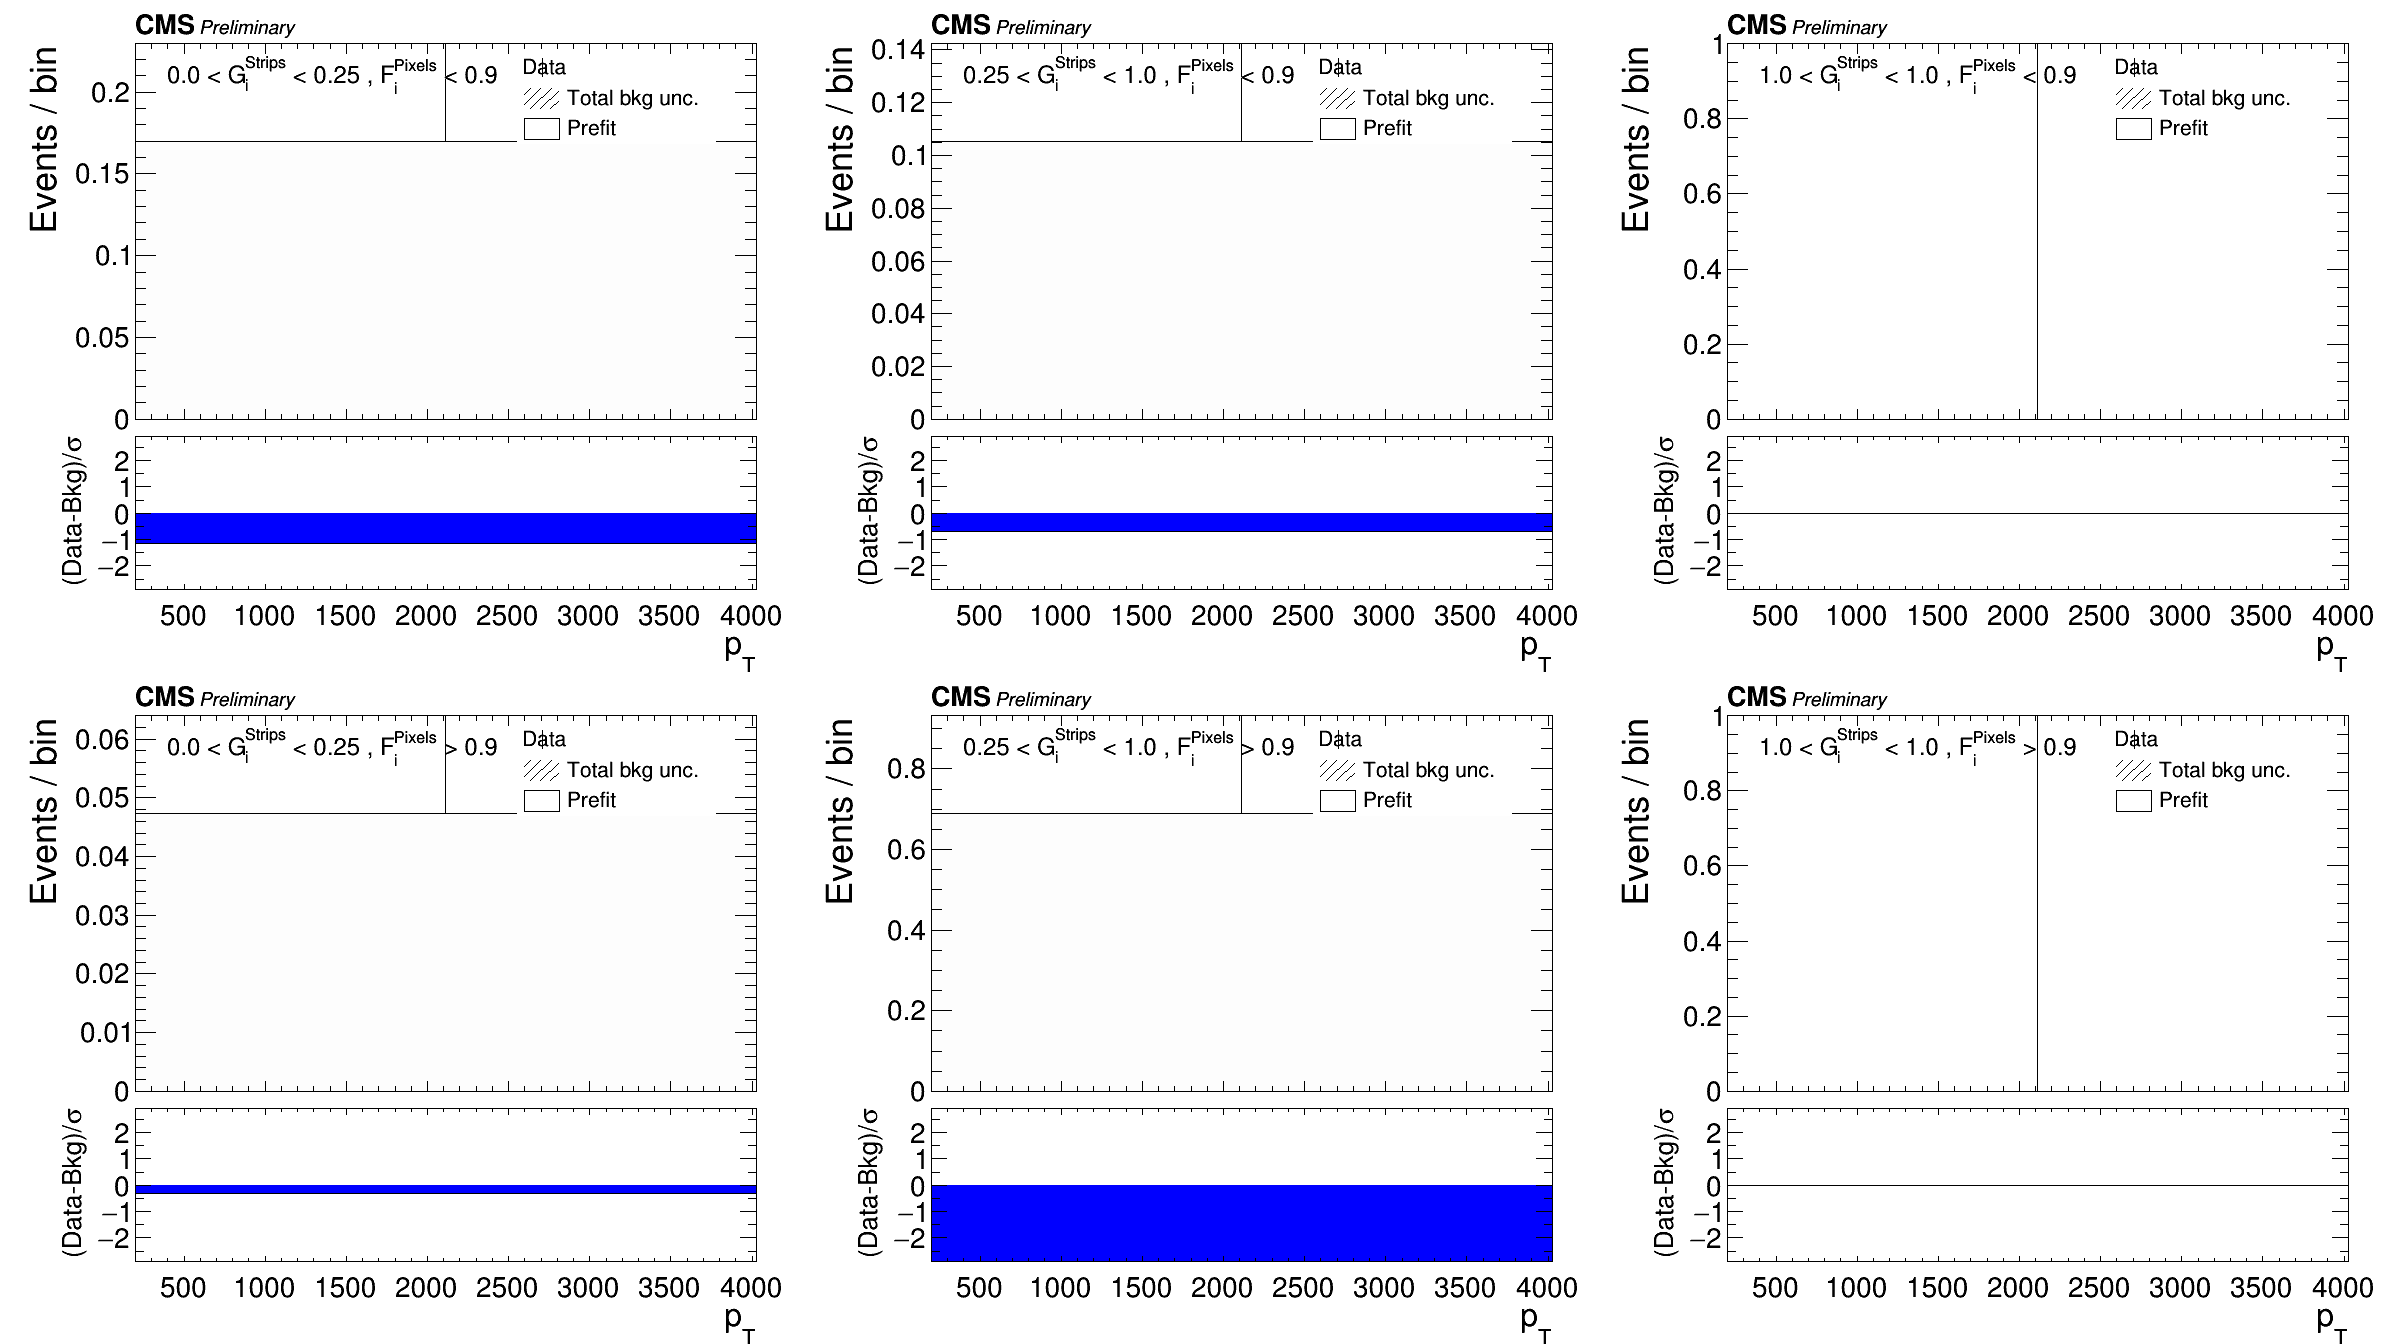 CMS Preliminary
Events / bin
0.0 < G_i^Strips < 0.25 , F_i^Pixels < 0.9
Data
Total bkg unc.
Prefit
0.2
0.15
0.1
0.05
0
(Data-Bkg)/σ
2
1
0
−1
−2
500 1000 1500 2000 2500 3000 3500 4000
p_T
CMS Preliminary
Events / bin
0.25 < G_i^Strips < 1.0 , F_i^Pixels < 0.9
Data
Total bkg unc.
Prefit
0.14
0.12
0.1
0.08
0.06
0.04
0.02
0
(Data-Bkg)/σ
2
1
0
−1
−2
500 1000 1500 2000 2500 3000 3500 4000
p_T
CMS Preliminary
Events / bin
1.0 < G_i^Strips < 1.0 , F_i^Pixels < 0.9
Data
Total bkg unc.
Prefit
1
0.8
0.6
0.4
0.2
0
(Data-Bkg)/σ
2
1
0
−1
−2
500 1000 1500 2000 2500 3000 3500 4000
p_T
CMS Preliminary
Events / bin
0.0 < G_i^Strips < 0.25 , F_i^Pixels > 0.9
Data
Total bkg unc.
Prefit
0.06
0.05
0.04
0.03
0.02
0.01
0
(Data-Bkg)/σ
2
1
0
−1
−2
500 1000 1500 2000 2500 3000 3500 4000
p_T
CMS Preliminary
Events / bin
0.25 < G_i^Strips < 1.0 , F_i^Pixels > 0.9
Data
Total bkg unc.
Prefit
0.8
0.6
0.4
0.2
0
(Data-Bkg)/σ
2
1
0
−1
−2
500 1000 1500 2000 2500 3000 3500 4000
p_T
CMS Preliminary
Events / bin
1.0 < G_i^Strips < 1.0 , F_i^Pixels > 0.9
Data
Total bkg unc.
Prefit
1
0.8
0.6
0.4
0.2
0
(Data-Bkg)/σ
2
1
0
−1
−2
500 1000 1500 2000 2500 3000 3500 4000
p_T